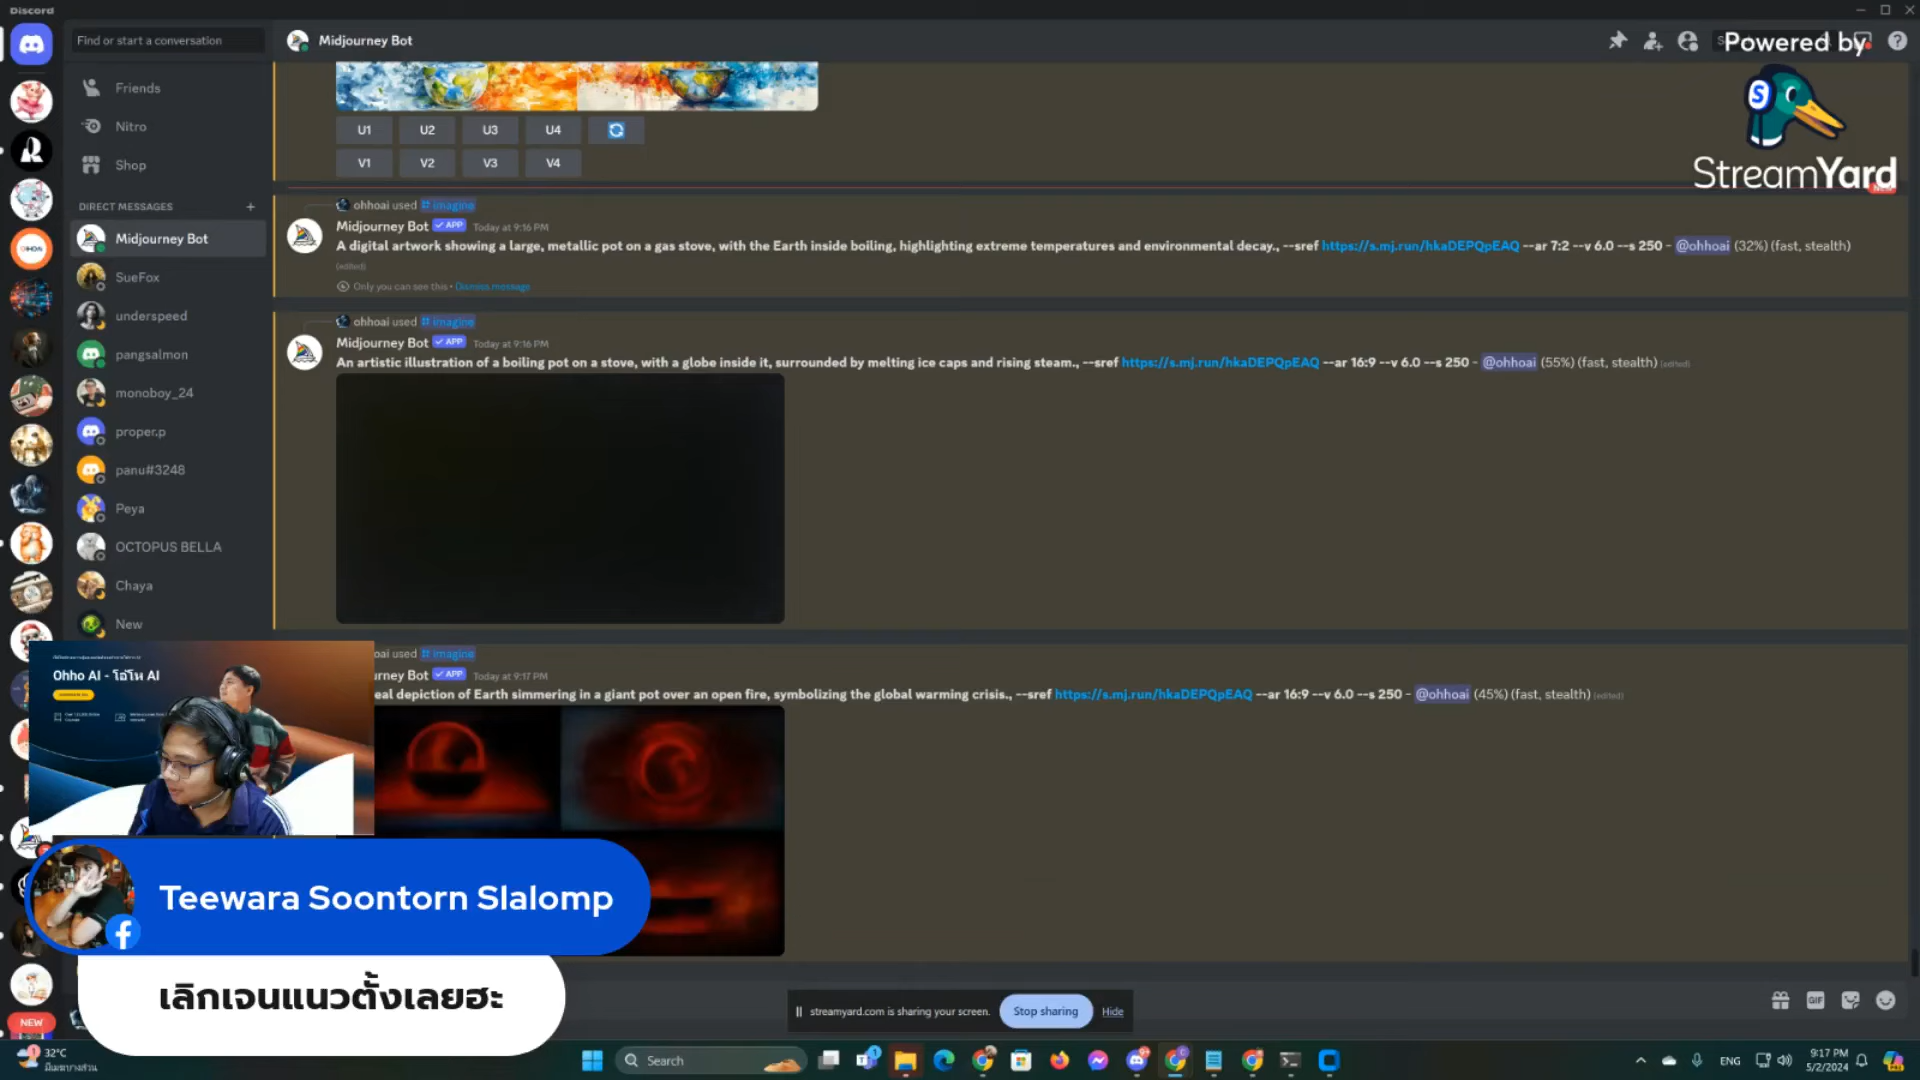 Discord
Find or start a conversation
Midjourney Bot
Powered by
StreamYard
Friends
Nitro
Shop
DIRECT MESSAGES
Midjourney Bot
SueFox
underspeed
pangsalmon
monoboy_24
proper.p
panu#3248
Peya
OCTOPUS BELLA
Chaya
New
U1 U2 U3 U4
V1 V2 V3 V4
ohhoai used imagine
Midjourney Bot APP Today at 9:16 PM
A digital artwork showing a large, metallic pot on a gas stove, with the Earth inside boiling, highlighting extreme temperatures and environmental decay., --sref https://s.mj.run/hkaDEPQpEAQ --ar 7:2 --v 6.0 --s 250 - @ohhoai (32%) (fast, stealth)
(edited)
Only you can see this • Dismiss message
ohhoai used imagine
Midjourney Bot APP Today at 9:16 PM
An artistic illustration of a boiling pot on a stove, with a globe inside it, surrounded by melting ice caps and rising steam., --sref https://s.mj.run/hkaDEPQpEAQ --ar 16:9 --v 6.0 --s 250 - @ohhoai (55%) (fast, stealth) (edited)
oai used imagine
rney Bot APP Today at 9:17 PM
eal depiction of Earth simmering in a giant pot over an open fire, symbolizing the global warming crisis., --sref https://s.mj.run/hkaDEPQpEAQ --ar 16:9 --v 6.0 --s 250 - @ohhoai (45%) (fast, stealth) (edited)
Ohho AI - โอ้โห AI
Teewara Soontorn Slalomp
เลิกเจนแนวตั้งเลยฮะ
streamyard.com is sharing your screen.
Stop sharing
Hide
NEW
GIF
32°C
Search
ENG
9:17 PM
5/2/2024